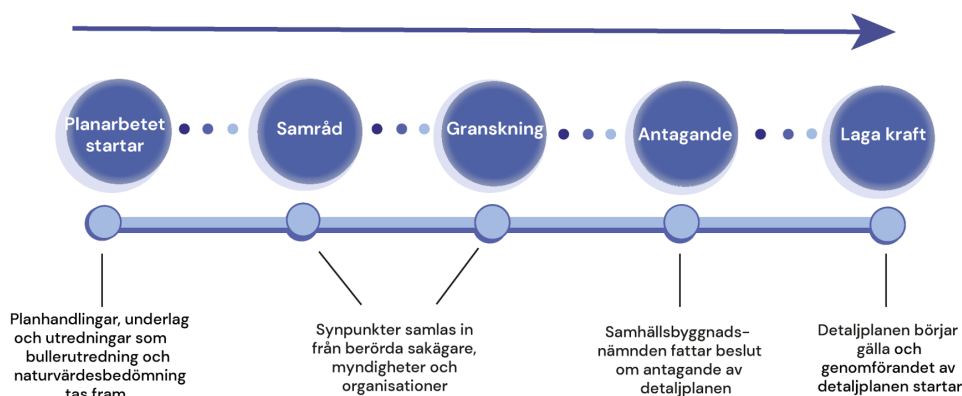 Planarbetet
startar
Samråd
Granskning
Antagande
Laga kraft
Planhandlingar, underlag
och utredningar som
bullerutredning och
naturvärdesbedömning
tas fram
Synpunkter samlas in
från berörda sakägare,
myndigheter och
organisationer
Samhällsbyggnads-
nämnden fattar beslut
om antagande av
detaljplanen
Detaljplanen börjar
gälla och
genomförandet av
detaljplanen startar